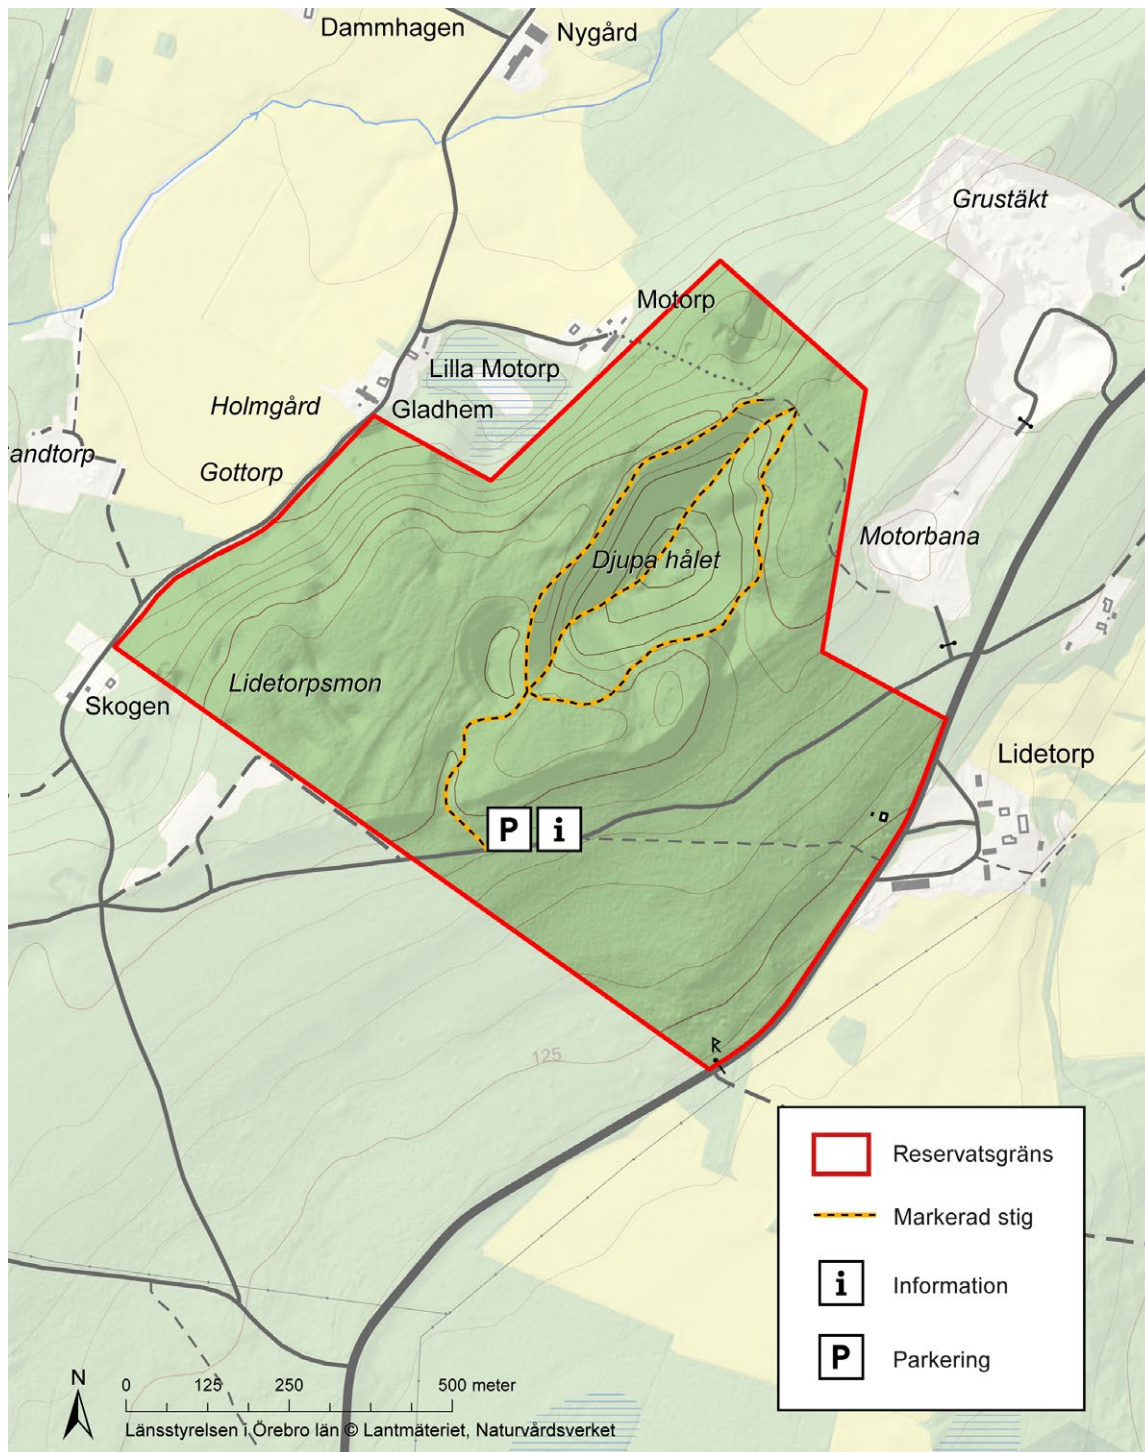 Dammhagen
Nygård
Grustäkt
Motorp
Lilla Motorp
Holmgård
Gladhem
andtorp
Gottorp
Motorbana
Djupa hålet
Lidetorpsmon
Skogen
Lidetorp
P i
R
125
Reservatsgräns
Markerad stig
i Information
P Parkering
N
0 125 250 500 meter
Länsstyrelsen i Örebro län © Lantmäteriet, Naturvårdsverket